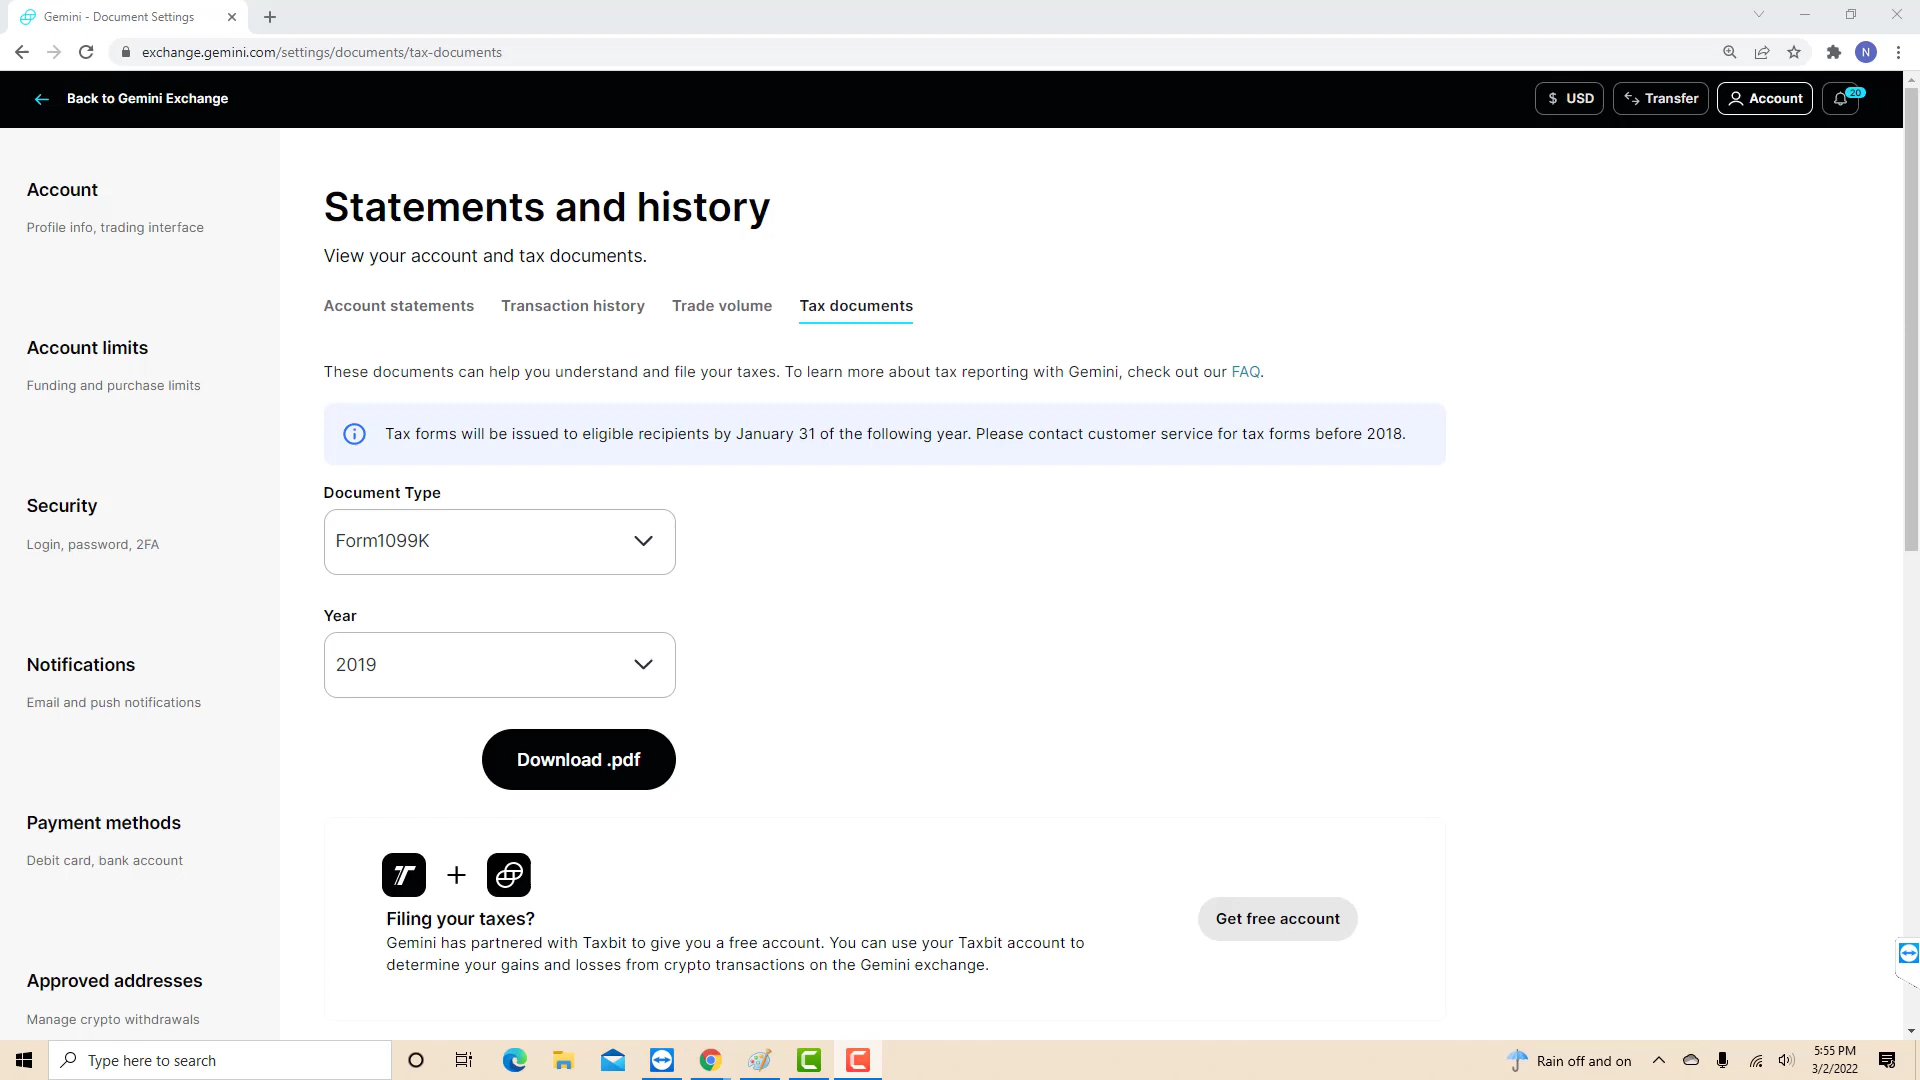 Gemini - Document Settings
exchange.gemini.com/settings/documents/tax-documents
N
Back to Gemini Exchange
$ USD
Transfer
Account
20
Account
Profile info, trading interface
Account limits
Funding and purchase limits
Security
Login, password, 2FA
Notifications
Email and push notifications
Payment methods
Debit card, bank account
Approved addresses
Manage crypto withdrawals
Statements and history
View your account and tax documents.
Account statements Transaction history Trade volume Tax documents
These documents can help you understand and file your taxes. To learn more about tax reporting with Gemini, check out our FAQ.
Tax forms will be issued to eligible recipients by January 31 of the following year. Please contact customer service for tax forms before 2018.
Document Type
Form1099K
Year
2019
Download .pdf
Filing your taxes?
Gemini has partnered with Taxbit to give you a free account. You can use your Taxbit account to
determine your gains and losses from crypto transactions on the Gemini exchange.
Get free account
Type here to search
Rain off and on
5:55 PM
3/2/2022